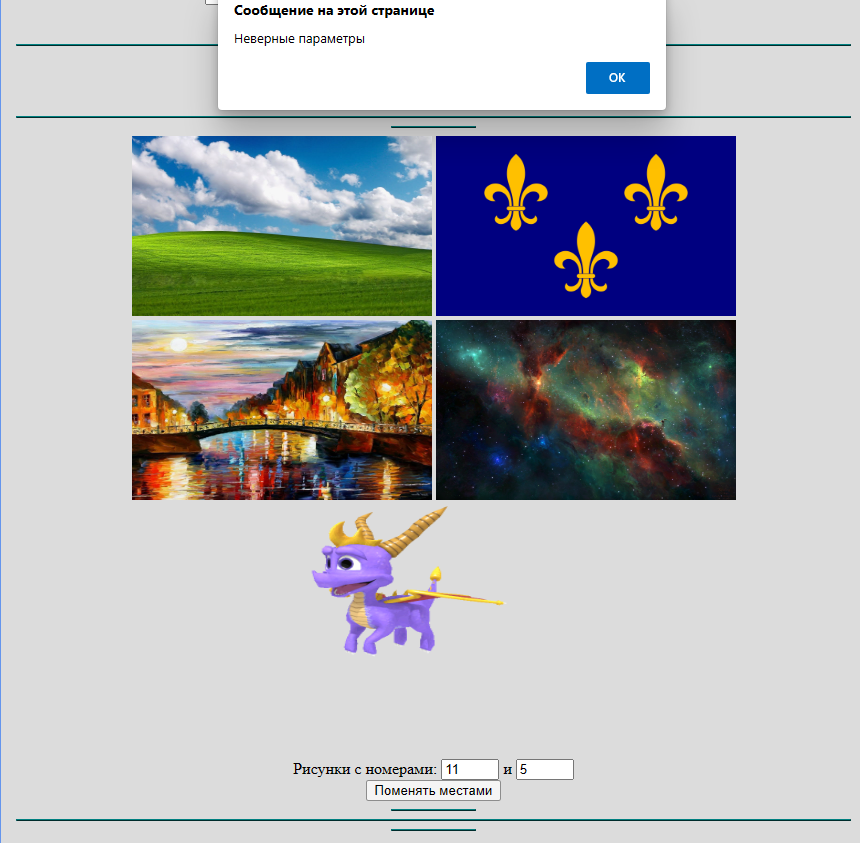 Сообщение на этой странице
Неверные параметры
OK
Рисунки с номерами: 11 и 5
Поменять местами